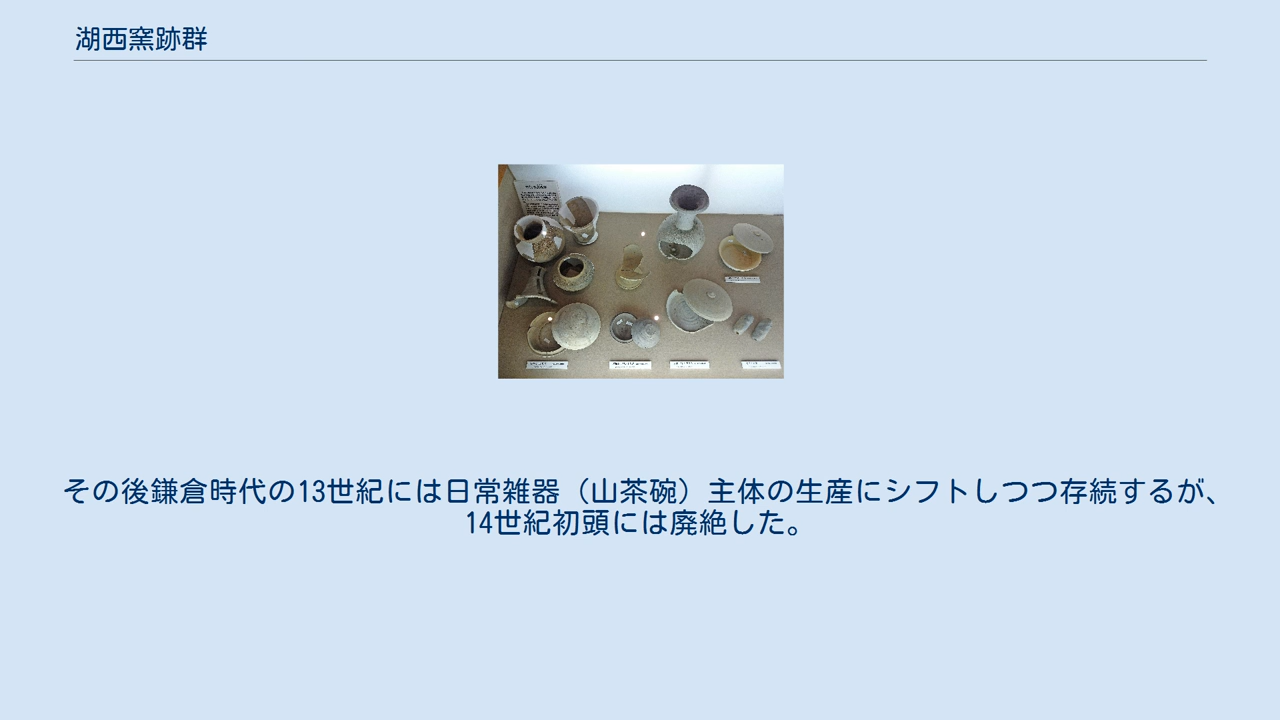 湖西窯跡群
その後鎌倉時代の13世紀には日常雑器（山茶碗）主体の生産にシフトしつつ存続するが、
14世紀初頭には廃絶した。